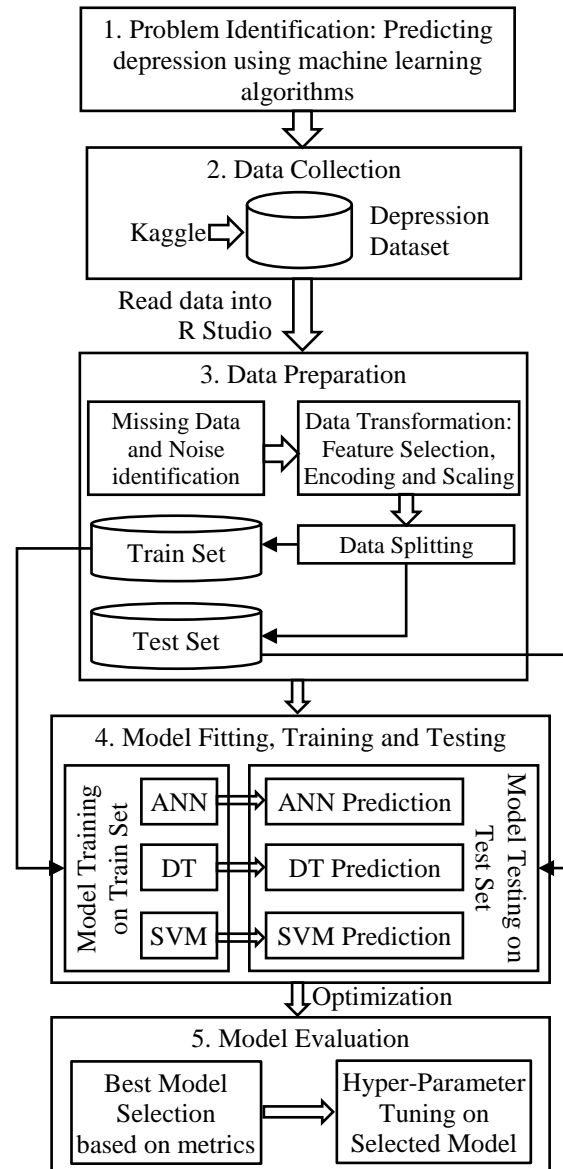 1. Problem Identification: Predicting
depression using machine learning
algorithms
2. Data Collection
Kaggle
Depression
Dataset
Read data into
R Studio
3. Data Preparation
Missing Data
and Noise
identification
Data Transformation:
Feature Selection,
Encoding and Scaling
Train Set
Data Splitting
Test Set
4. Model Fitting, Training and Testing
Model Training
on Train Set
ANN
ANN Prediction
DT
DT Prediction
SVM
SVM Prediction
Model Testing on
Test Set
Optimization
5. Model Evaluation
Best Model
Selection
based on metrics
Hyper-Parameter
Tuning on
Selected Model